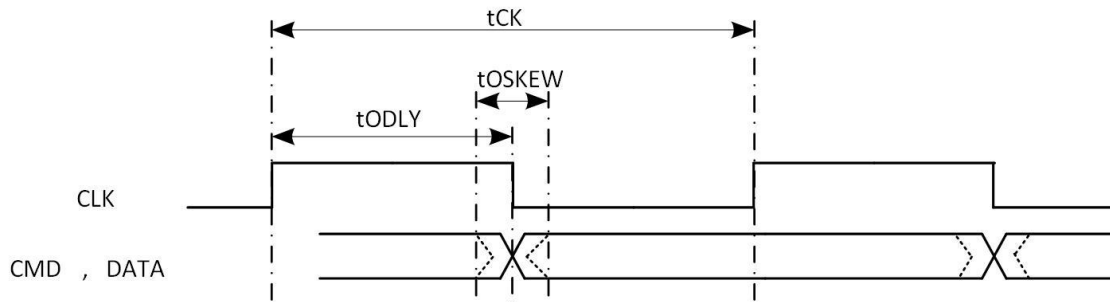 tCK
tOSKEW
tODLY
CLK
CMD , DATA